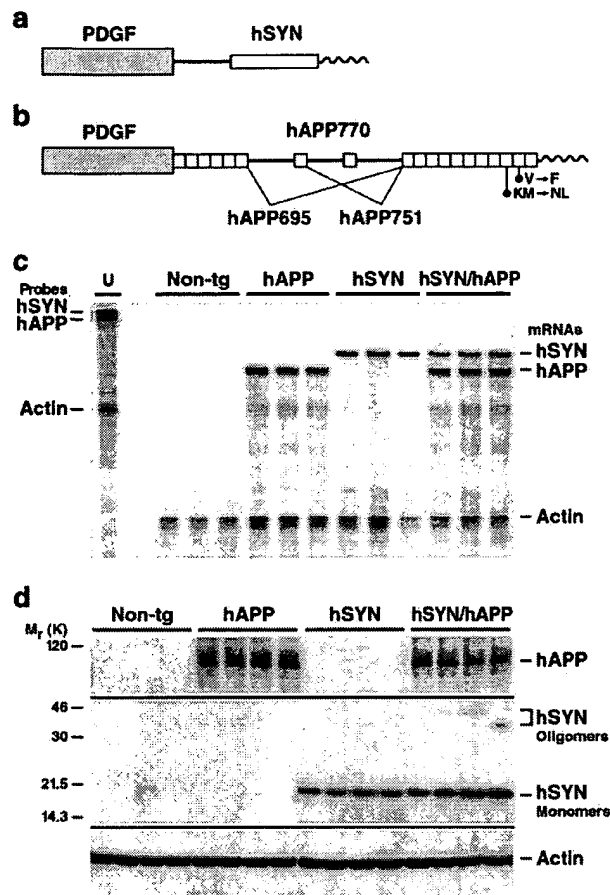 a
PDGF hSYN
b
PDGF hAPP770
V→F
KM→NL
hAPP695 hAPP751
c
Probes U Non-tg hAPP hSYN hSYN/hAPP
hSYN
hAPP
mRNAs
hSYN
hAPP
Actin
Actin
d
Non-tg hAPP hSYN hSYN/hAPP
Mr (K)
120
hAPP
46
30
hSYN
Oligomers
21.5
14.3
hSYN
Monomers
Actin